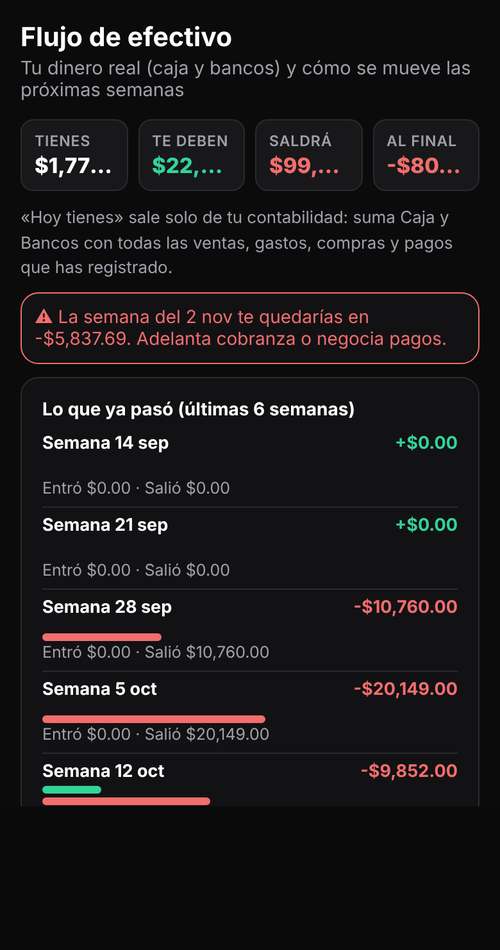 Flujo de efectivo
Tu dinero real (caja y bancos) y cómo se mueve las
próximas semanas
TIENES
$1,77...
TE DEBEN
$22,...
SALDRÁ
$99,...
AL FINAL
-$80...
«Hoy tienes» sale solo de tu contabilidad: suma Caja y
Bancos con todas las ventas, gastos, compras y pagos
que has registrado.
⚠ La semana del 2 nov te quedarías en
-$5,837.69. Adelanta cobranza o negocia pagos.
Lo que ya pasó (últimas 6 semanas)
Semana 14 sep +$0.00
Entró $0.00 · Salió $0.00
Semana 21 sep +$0.00
Entró $0.00 · Salió $0.00
Semana 28 sep -$10,760.00
Entró $0.00 · Salió $10,760.00
Semana 5 oct -$20,149.00
Entró $0.00 · Salió $20,149.00
Semana 12 oct -$9,852.00